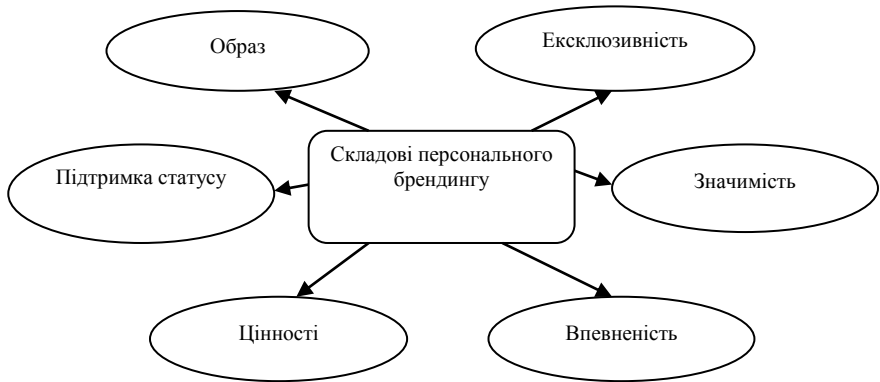 Образ
Ексклюзивність
Складові персонального
брендингу
Підтримка статусу
Значимість
Цінності
Впевненість